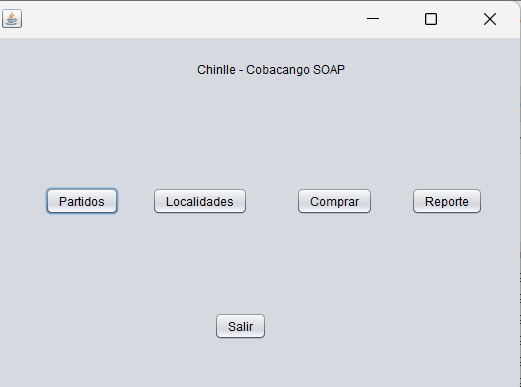 Chinlle - Cobacango SOAP
Partidos Localidades Comprar Reporte
Salir